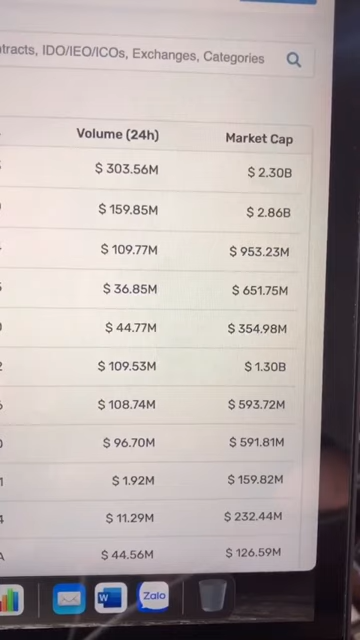 tracts, IDO/IEO/ICOs, Exchanges, Categories
Volume (24h) Market Cap
$ 303.56M $ 2.30B
$ 159.85M $ 2.86B
$ 109.77M $ 953.23M
$ 36.85M $ 651.75M
$ 44.77M $ 354.98M
$ 109.53M $ 1.30B
$ 108.74M $ 593.72M
$ 96.70M $ 591.81M
$ 1.92M $ 159.82M
$ 11.29M $ 232.44M
$ 44.56M $ 126.59M
W Zalo